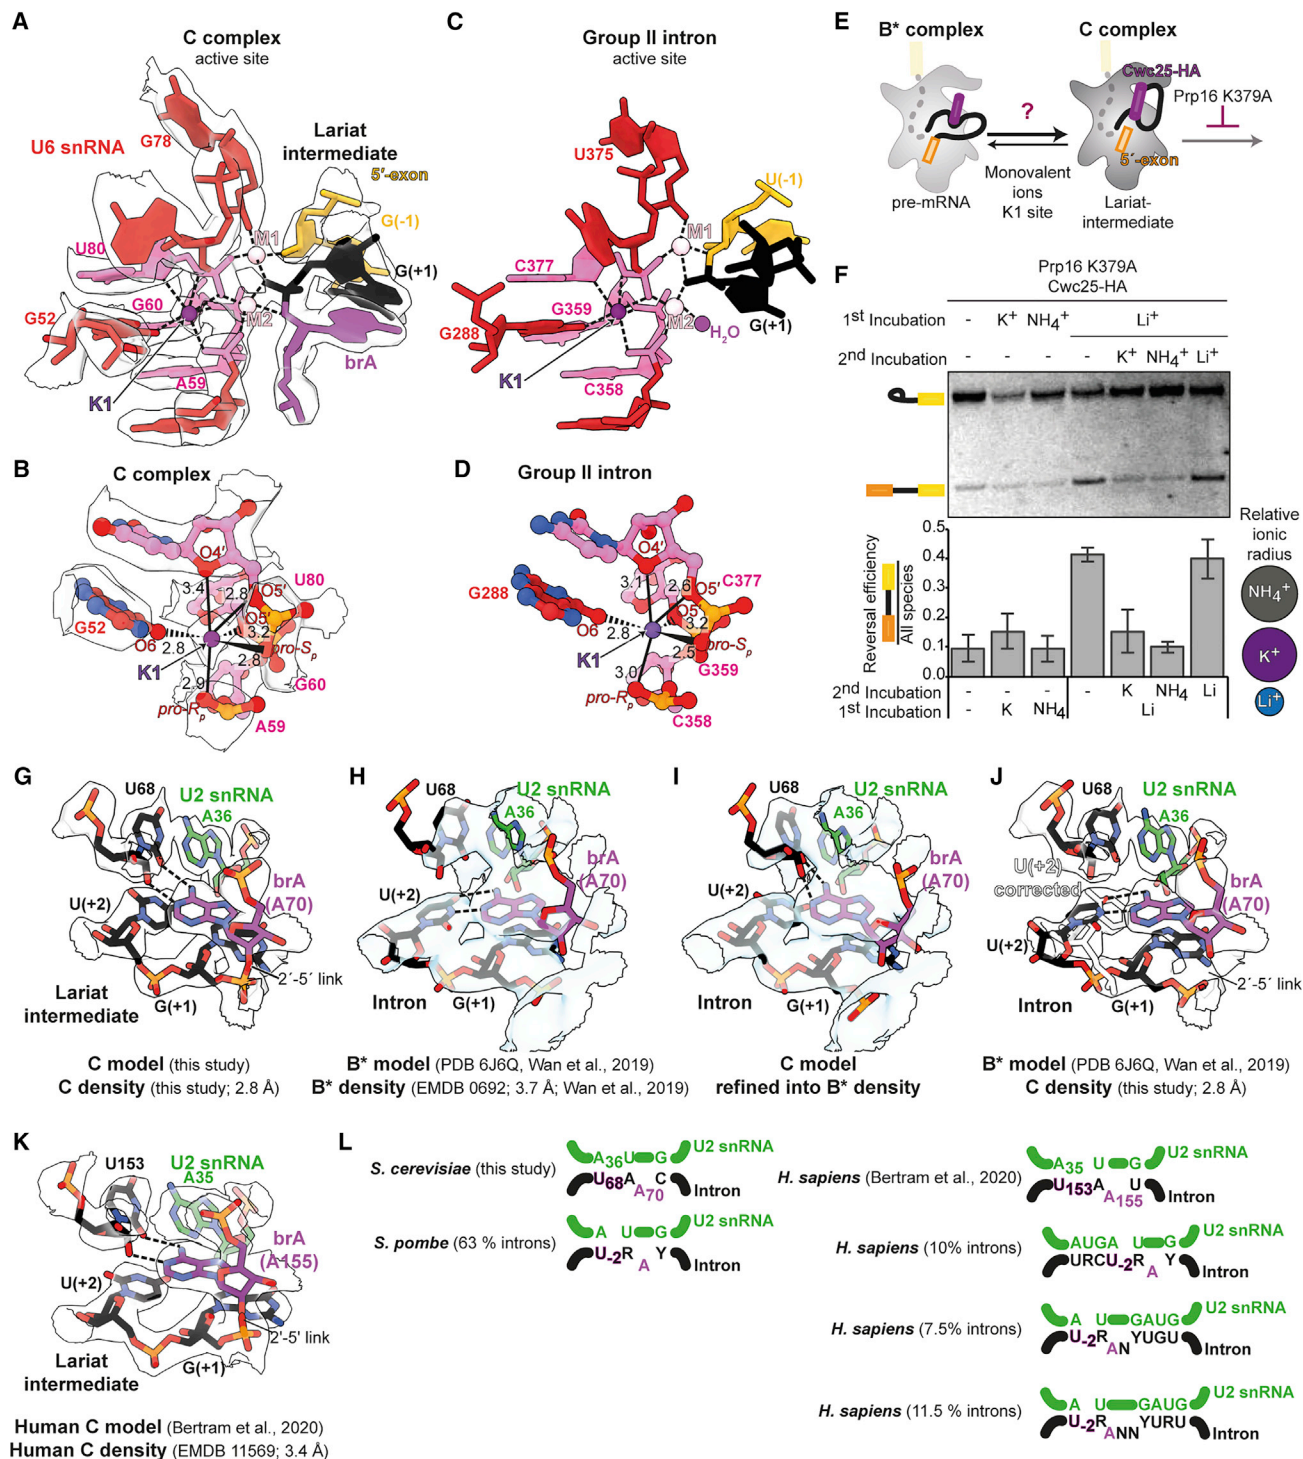 A
C complex
active site
U6 snRNA
G78
Lariat
intermediate
5′-exon
G(-1)
M1
U80
G(+1)
G60
G52
M2
brA
A59
K1
B
C complex
O4′
U80
3.4
2.8
O5′
O5′
G52
O6
3.2
2.8
pro-Sp
K1
2.8
2.9
G60
pro-Rp
A59
C
Group II intron
active site
U375
U(-1)
M1
C377
G359
M2
G288
H2O
G(+1)
K1
C358
D
Group II intron
O4′
C377
3.1
2.6
O5′
G288
O5′
O6
3.2
2.8
pro-Sp
K1
2.5
3.0
G359
pro-Rp
C358
E
B* complex
C complex
Cwc25-HA
Prp16 K379A
?
5′-exon
Monovalent
ions
K1 site
pre-mRNA
Lariat-
intermediate
F
Prp16 K379A
Cwc25-HA
1st Incubation - K+ NH4+ Li+
2nd Incubation - - - - K+ NH4+ Li+
Reversal efficiency
All species
0.5
0.4
0.3
0.2
0.1
0.0
2nd Incubation - - - - K NH4 Li
1st Incubation - K NH4 Li
Relative
ionic
radius
NH4+
K+
Li+
G
U68
U2 snRNA
A36
brA
(A70)
U(+2)
2′-5′ link
Lariat
intermediate
G(+1)
C model (this study)
C density (this study; 2.8 Å)
H
U68
U2 snRNA
A36
brA
(A70)
U(+2)
Intron
G(+1)
B* model (PDB 6J6Q, Wan et al., 2019)
B* density (EMDB 0692; 3.7 Å; Wan et al., 2019)
I
U68
U2 snRNA
A36
brA
(A70)
U(+2)
Intron
G(+1)
C model
refined into B* density
J
U68
U2 snRNA
A36
U(+2)
corrected
brA
(A70)
U(+2)
2′-5′ link
Intron
G(+1)
B* model (PDB 6J6Q, Wan et al., 2019)
C density (this study; 2.8 Å)
K
U153
U2 snRNA
A35
brA
(A155)
U(+2)
2'-5' link
Lariat
intermediate
G(+1)
Human C model (Bertram et al., 2020)
Human C density (EMDB 11569; 3.4 Å)
L
S. cerevisiae (this study)
A36U G U2 snRNA
U68A C
A70
Intron
S. pombe (63 % introns)
A U G U2 snRNA
U-2R Y
A
Intron
H. sapiens (Bertram et al., 2020)
A35 U G U2 snRNA
U153A U
A155
Intron
H. sapiens (10% introns)
AUGA U G U2 snRNA
URCU-2R Y
A
Intron
H. sapiens (7.5% introns)
A U GAUG U2 snRNA
U-2R YUGU
AN
Intron
H. sapiens (11.5 % introns)
A U GAUG U2 snRNA
U-2R YURU
ANN
Intron